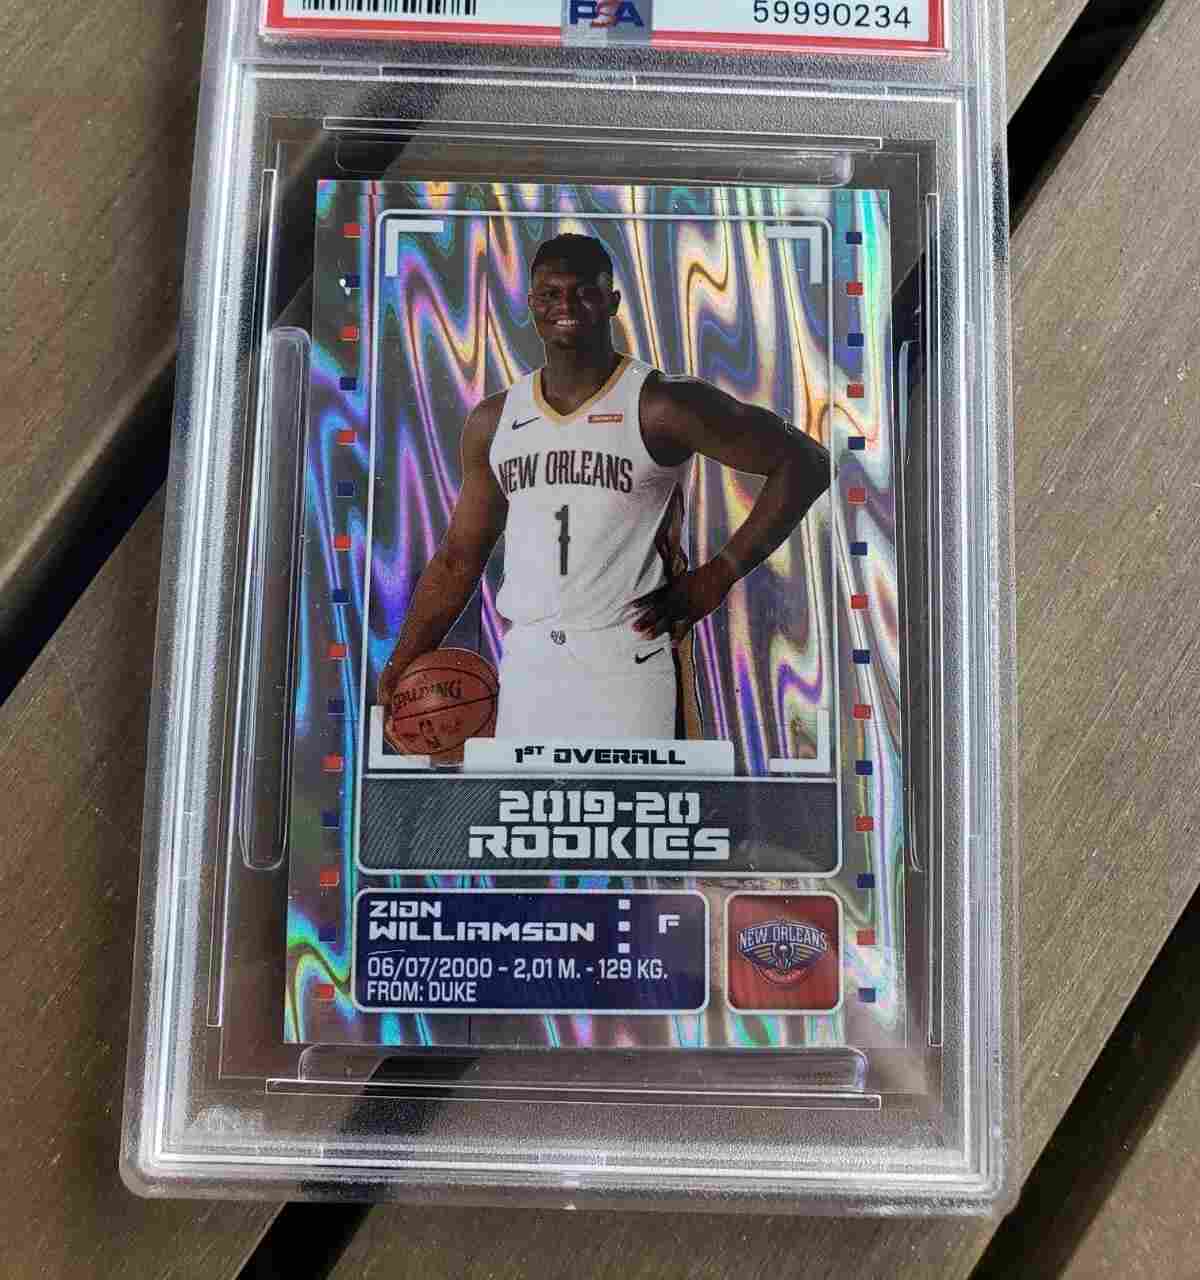 PSA
59990234
NEW ORLEANS
1
SPALDING
1ST OVERALL
2019-20
ROOKIES
ZION
WILLIAMSON
F
06/07/2000 - 2,01 M. - 129 KG.
FROM: DUKE
NEW ORLEANS